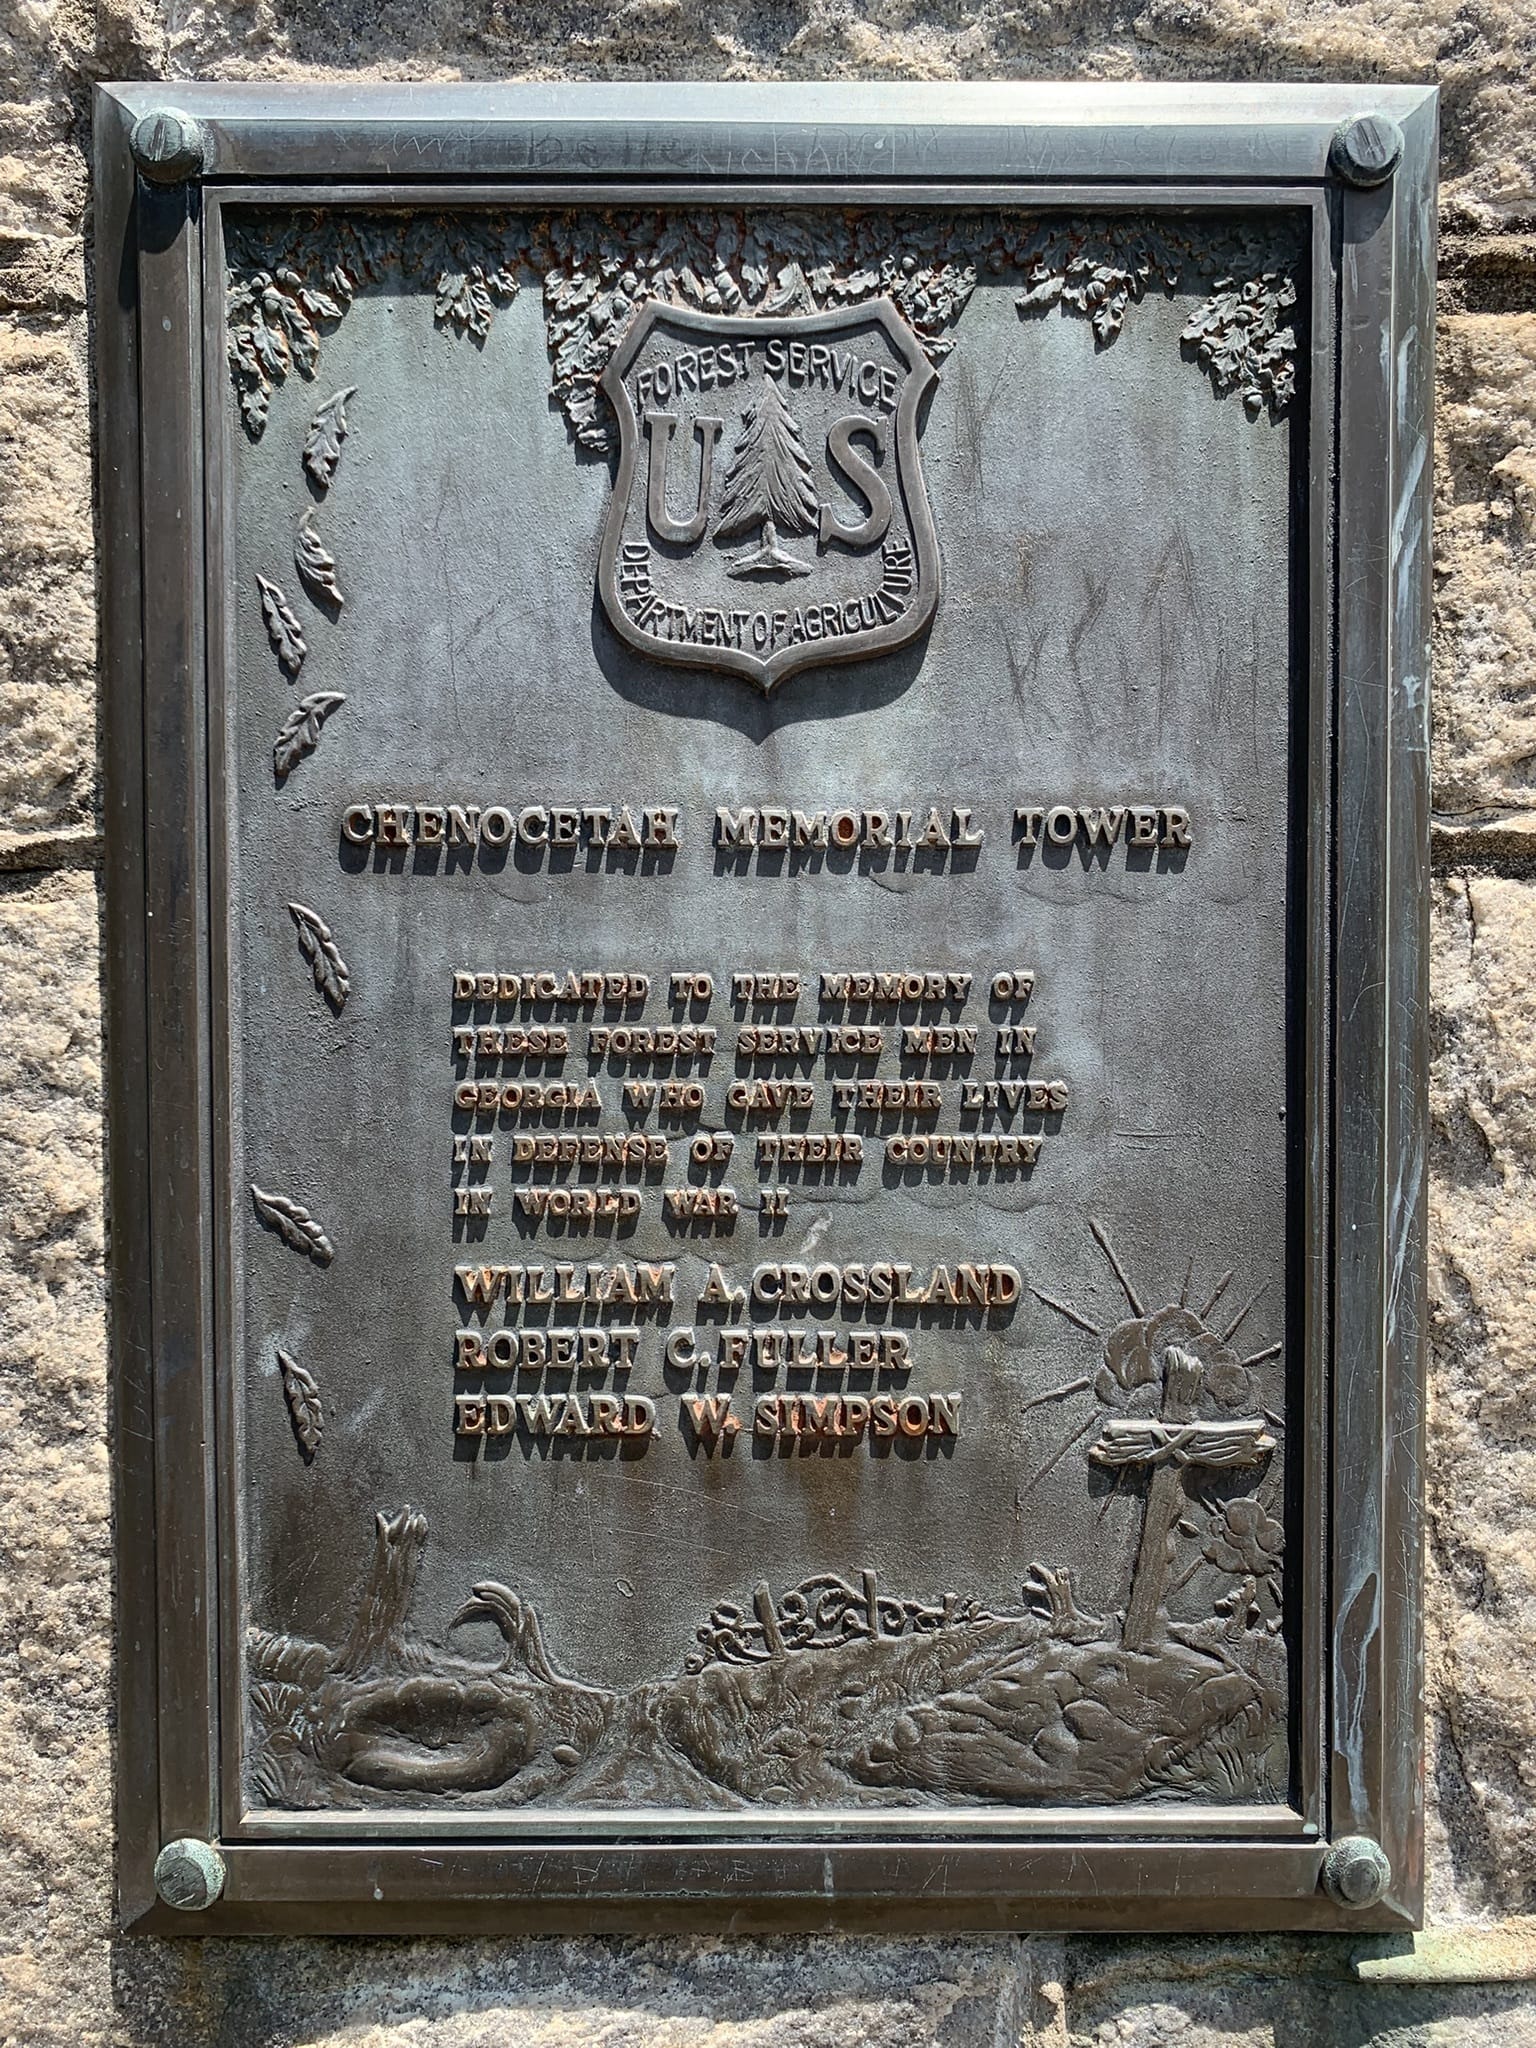 FOREST SERVICE
U S
DEPARTMENT OF AGRICULTURE
CHENOCETAH MEMORIAL TOWER
DEDICATED TO THE MEMORY OF
THESE FOREST SERVICE MEN IN
GEORGIA WHO GAVE THEIR LIVES
IN DEFENSE OF THEIR COUNTRY
IN WORLD WAR II
WILLIAM A. CROSSLAND
ROBERT C. FULLER
EDWARD W. SIMPSON